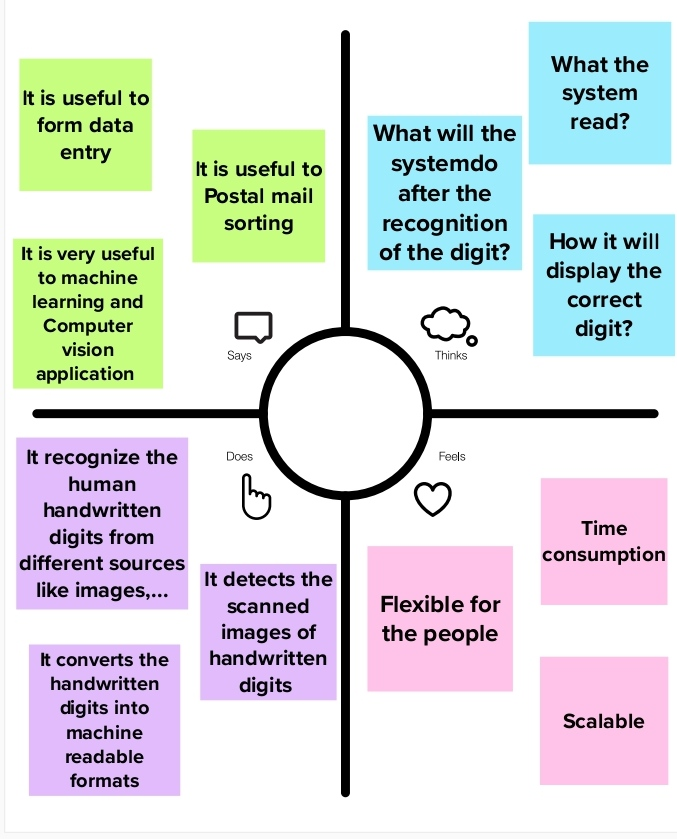 It is useful to
form data
entry
It is useful to
Postal mail
sorting
It is very useful
to machine
learning and
Computer
vision
application
Says
What the
system
read?
What will the
systemdo
after the
recognition
of the digit?
How it will
display the
correct
digit?
Thinks
Does
It recognize the
human
handwritten
digits from
different sources
like images,...
It detects the
scanned
images of
handwritten
digits
It converts the
handwritten
digits into
machine
readable
formats
Feels
Time
consumption
Flexible for
the people
Scalable